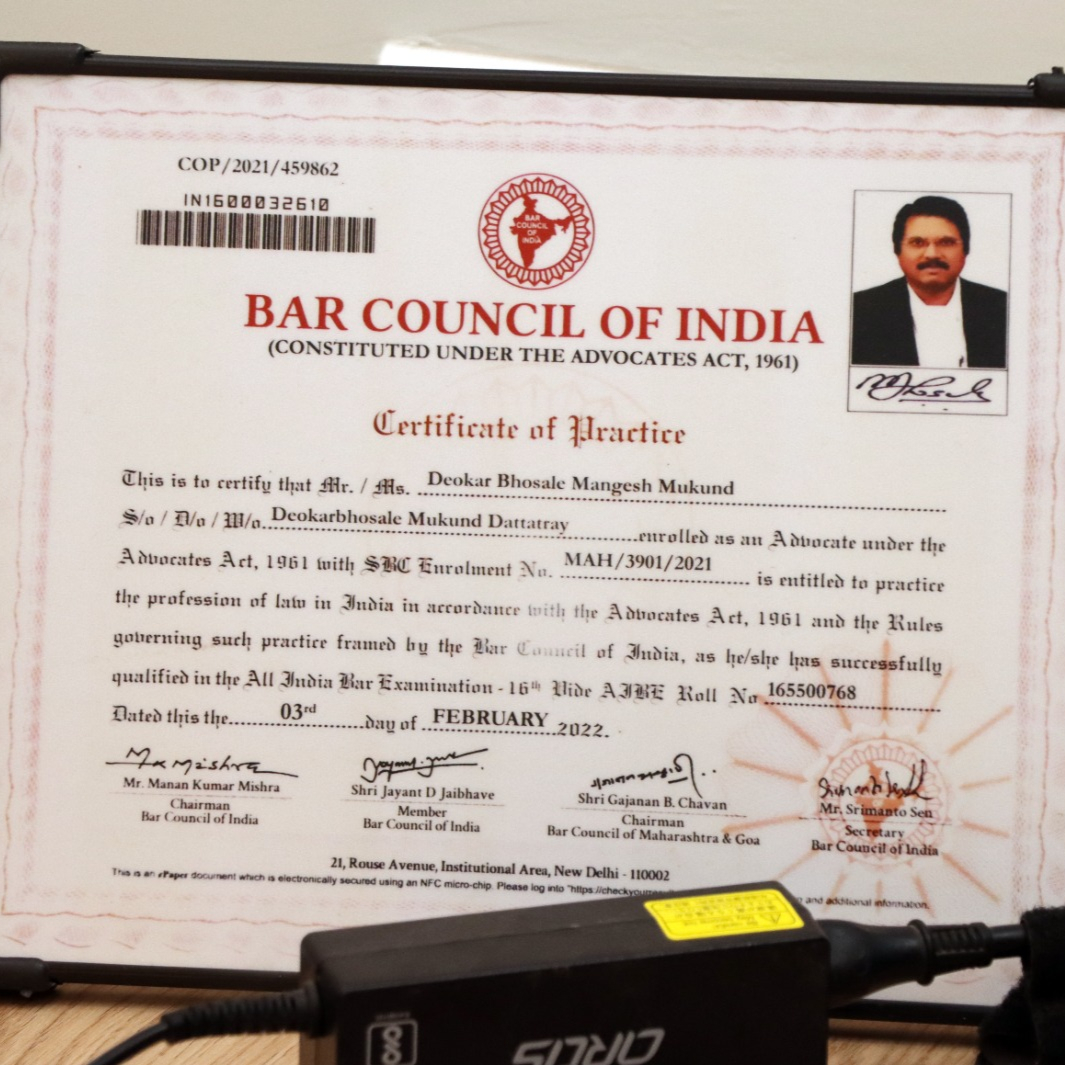 COP/2021/459862
IN1600032610
BAR
COUNCIL
OF
INDIA
BAR COUNCIL OF INDIA
(CONSTITUTED UNDER THE ADVOCATES ACT, 1961)
Certificate of Practice
This is to certify that Mr. / Ms. Deokar Bhosale Mangesh Mukund
S/o / D/o / W/o. Deokarbhosale Mukund Dattatray enrolled as an Advocate under the
Advocates Act, 1961 with SBC Enrolment No. MAH/3901/2021 is entitled to practice
the profession of law in India in accordance with the Advocates Act, 1961 and the Rules
governing such practice framed by the Bar Council of India, as he/she has successfully
qualified in the All India Bar Examination - 16th Vide AIBE Roll No 165500768
Dated this the 03rd day of FEBRUARY 2022.
Mr. Manan Kumar Mishra
Chairman
Bar Council of India
Shri Jayant D Jaibhave
Member
Bar Council of India
Shri Gajanan B. Chavan
Chairman
Bar Council of Maharashtra & Goa
Mr. Srimanto Sen
Secretary
Bar Council of India
21, Rouse Avenue, Institutional Area, New Delhi - 110002
This is an ePaper document which is electronically secured using an NFC micro-chip. Please log into "https://
and additional information.